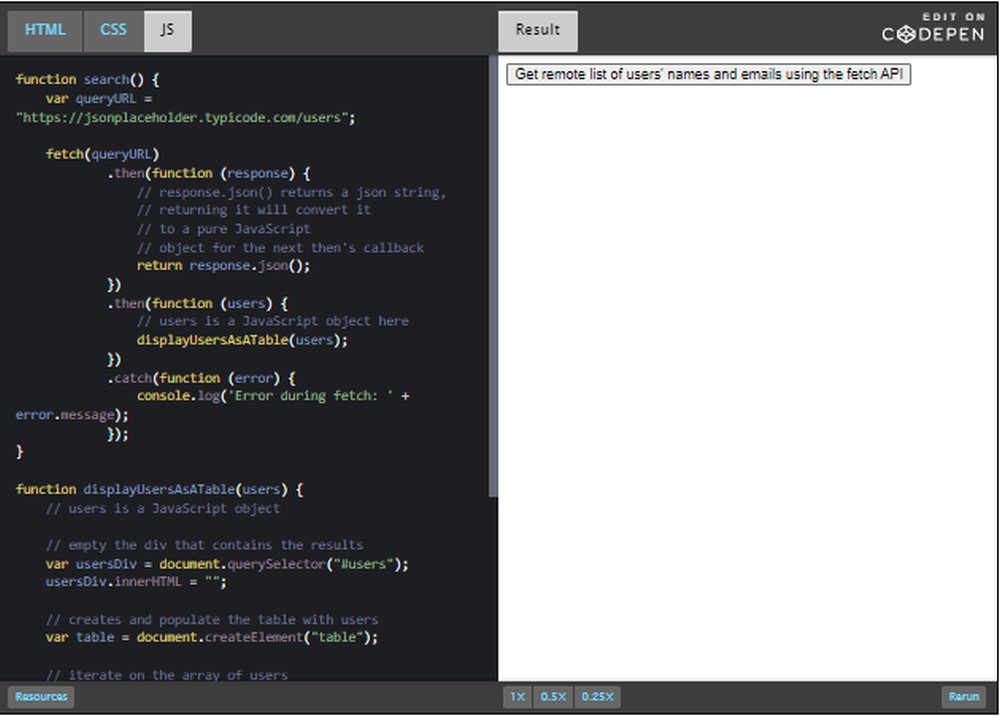 HTML CSS JS Result EDIT ON
CODEPEN
function search() {
    var queryURL =
"https://jsonplaceholder.typicode.com/users";
    fetch(queryURL)
            .then(function (response) {
                // response.json() returns a json string,
                // returning it will convert it
                // to a pure JavaScript
                // object for the next then's callback
                return response.json();
            })
            .then(function (users) {
                // users is a JavaScript object here
                displayUsersAsATable(users);
            })
            .catch(function (error) {
                console.log('Error during fetch: ' +
error.message);
            });
}
function displayUsersAsATable(users) {
    // users is a JavaScript object
    // empty the div that contains the results
    var usersDiv = document.querySelector("#users");
    usersDiv.innerHTML = "";
    // creates and populate the table with users
    var table = document.createElement("table");
    // iterate on the array of users
Get remote list of users' names and emails using the fetch API
Resources 1X 0.5X 0.25X Rerun